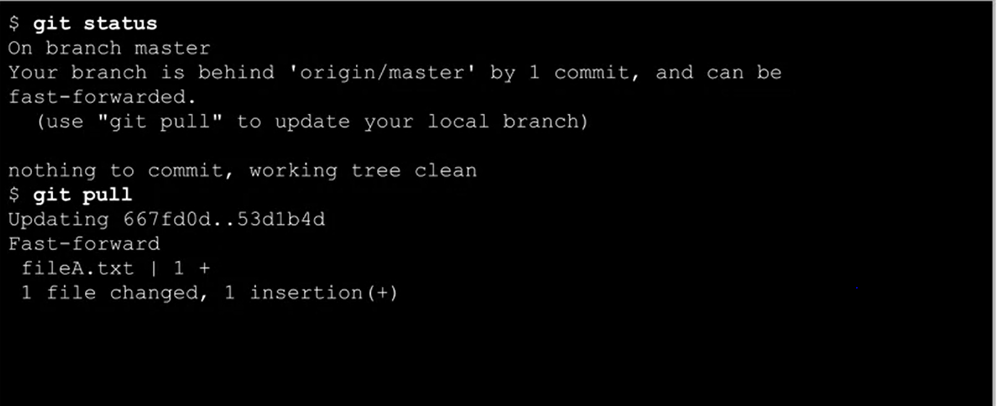 $ git status
On branch master
Your branch is behind 'origin/master' by 1 commit, and can be
fast-forwarded.
  (use "git pull" to update your local branch)

nothing to commit, working tree clean
$ git pull
Updating 667fd0d..53d1b4d
Fast-forward
 fileA.txt | 1 +
 1 file changed, 1 insertion(+)